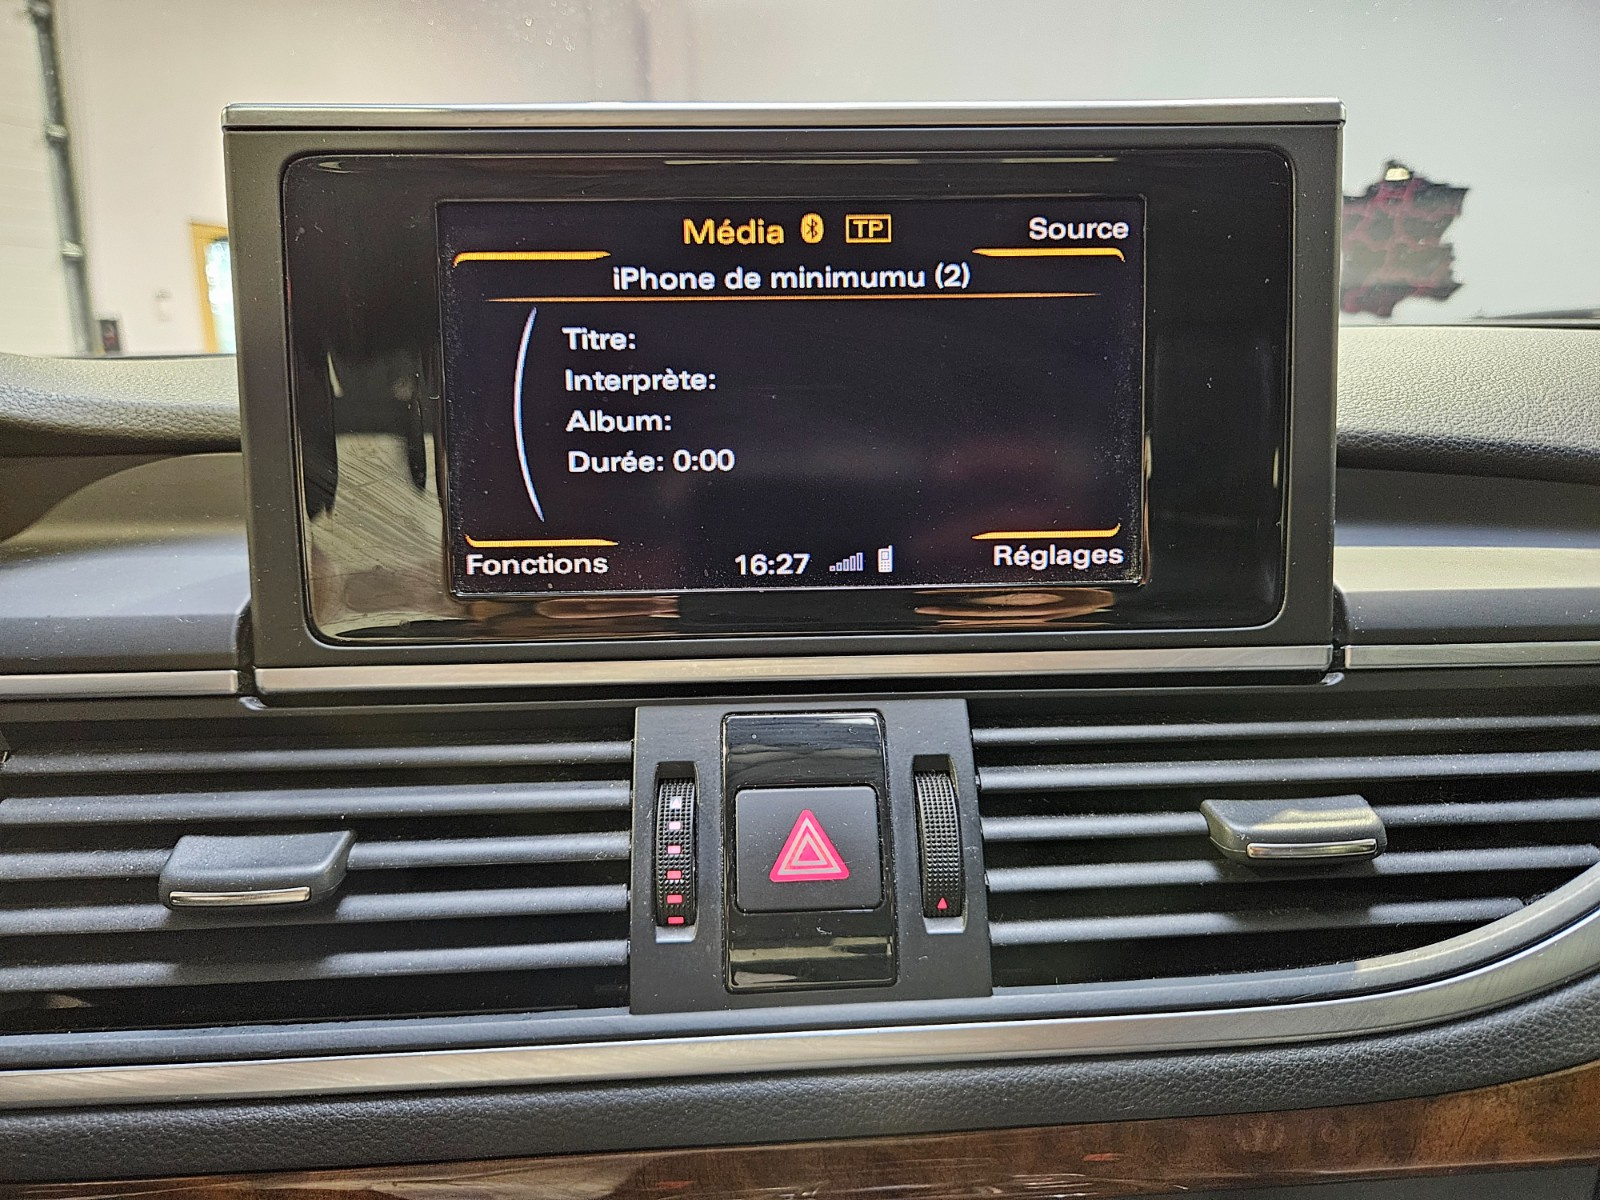 Média TP Source
iPhone de minimumu (2)
Titre:
Interprète:
Album:
Durée: 0:00
Fonctions 16:27 Réglages